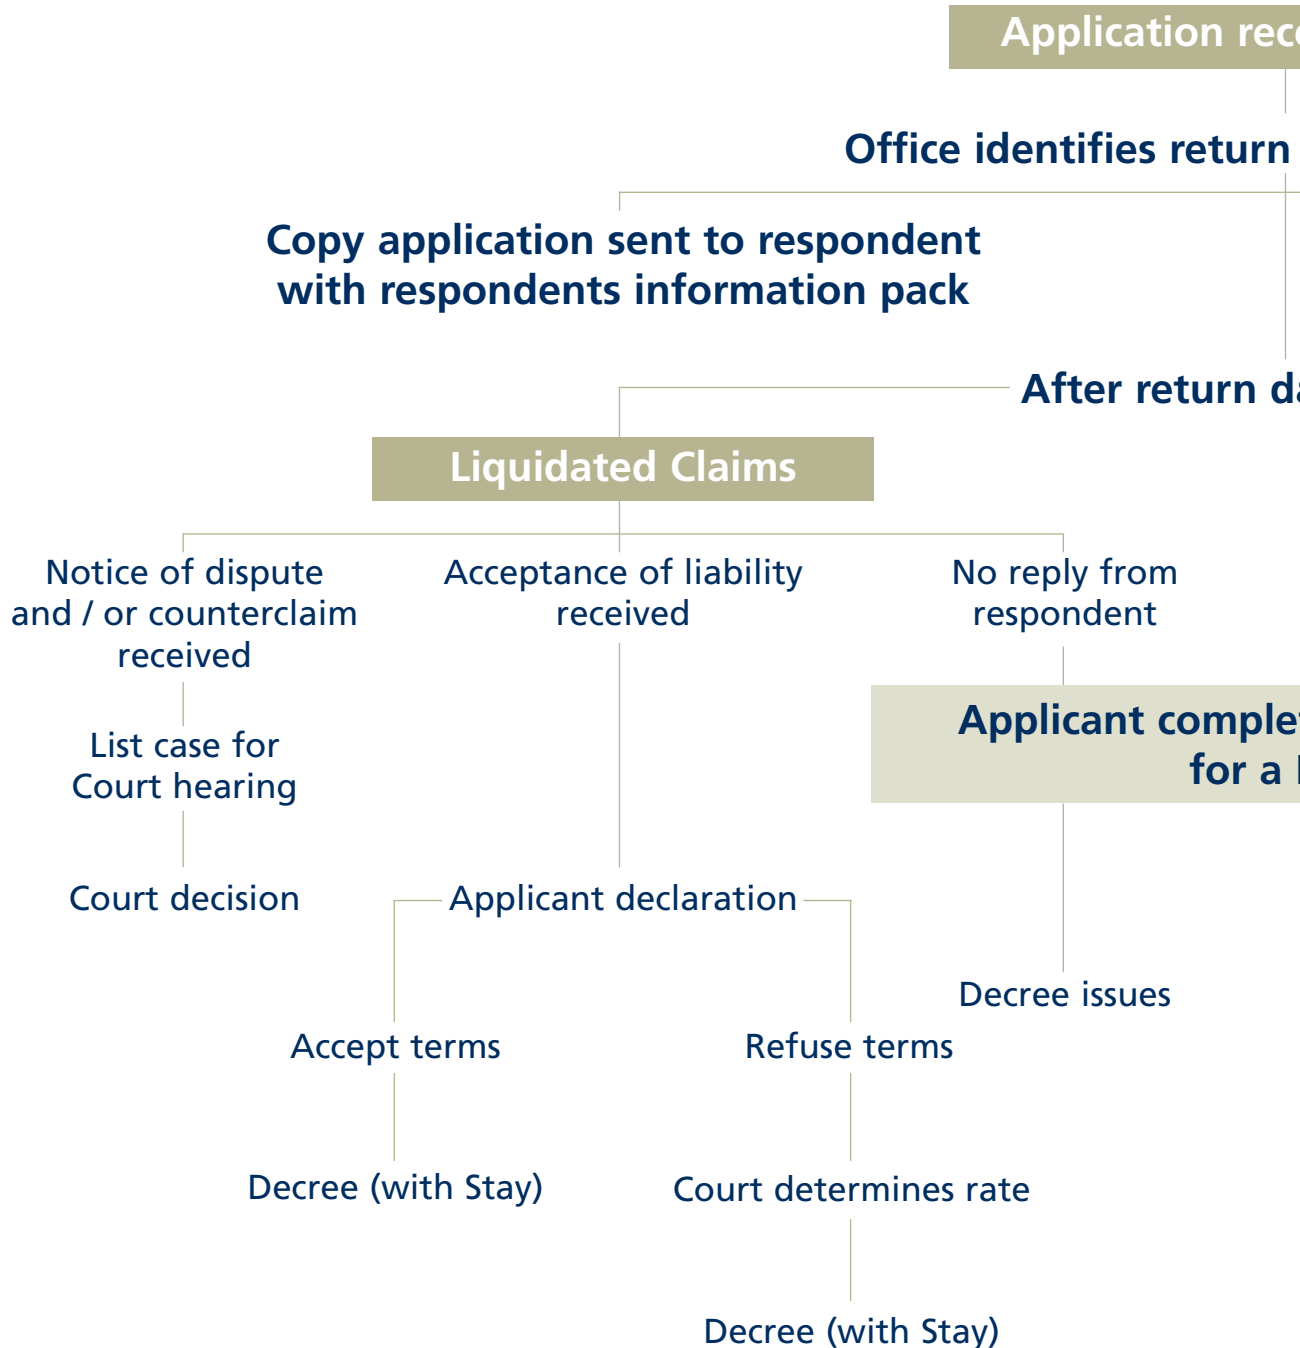 Application
Office identifies return
Copy application sent to respondent
with respondents information pack
After return
Liquidated Claims
Notice of dispute
and / or counterclaim
received
Acceptance of liability
received
No reply from
respondent
Applicant
for a
List case for
Court hearing
Court decision
Applicant declaration
Decree issues
Accept terms
Refuse terms
Decree (with Stay)
Court determines rate
Decree (with Stay)